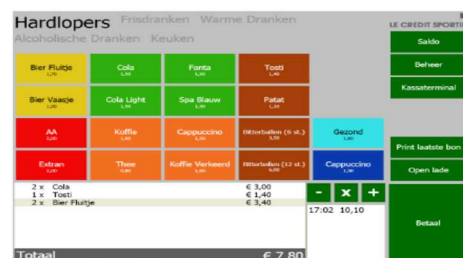 Hardlopers Frisdranken Warme Dranken
Alcoholische Dranken Keuken
LE CREDIT SPORTI
Saldo
Bier Fluitje Cola Fanta Tosti
Beheer
Kassaterminal
Bier Vaasje Cola Light Spa Blauw Patat
AA Koffie Cappuccino Bitterballen (6 st.) Gezond
Print laatste bon
Extran Thee Koffie Verkeerd Bitterballen (12 st.) Cappuccino
Open lade
2 x Cola € 3,00
1 x Tosti € 1,40
2 x Bier Fluitje € 3,40
- x +
17:02 10,10
Betaal
Totaal € 7,80